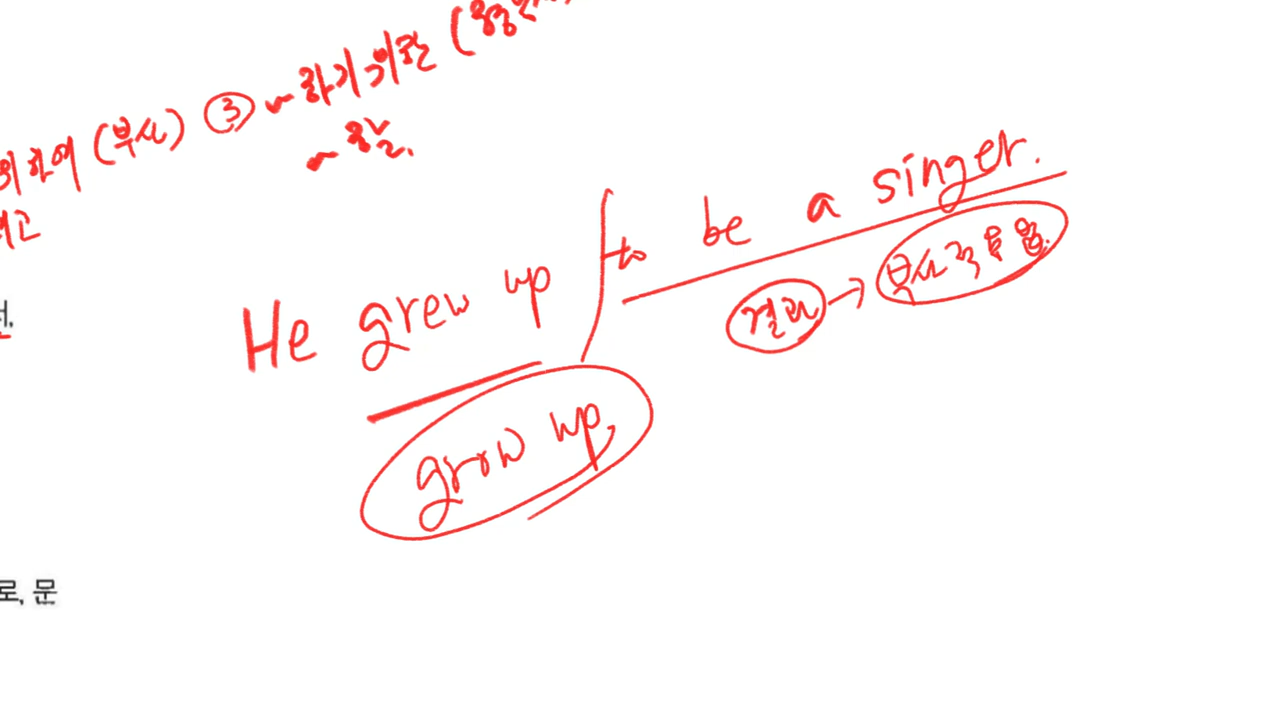 위하여 (부사) ③ ~하기 위한
~할.
He grew up to be a singer.
결과 → 부사적 용법.
grow up,
로, 문